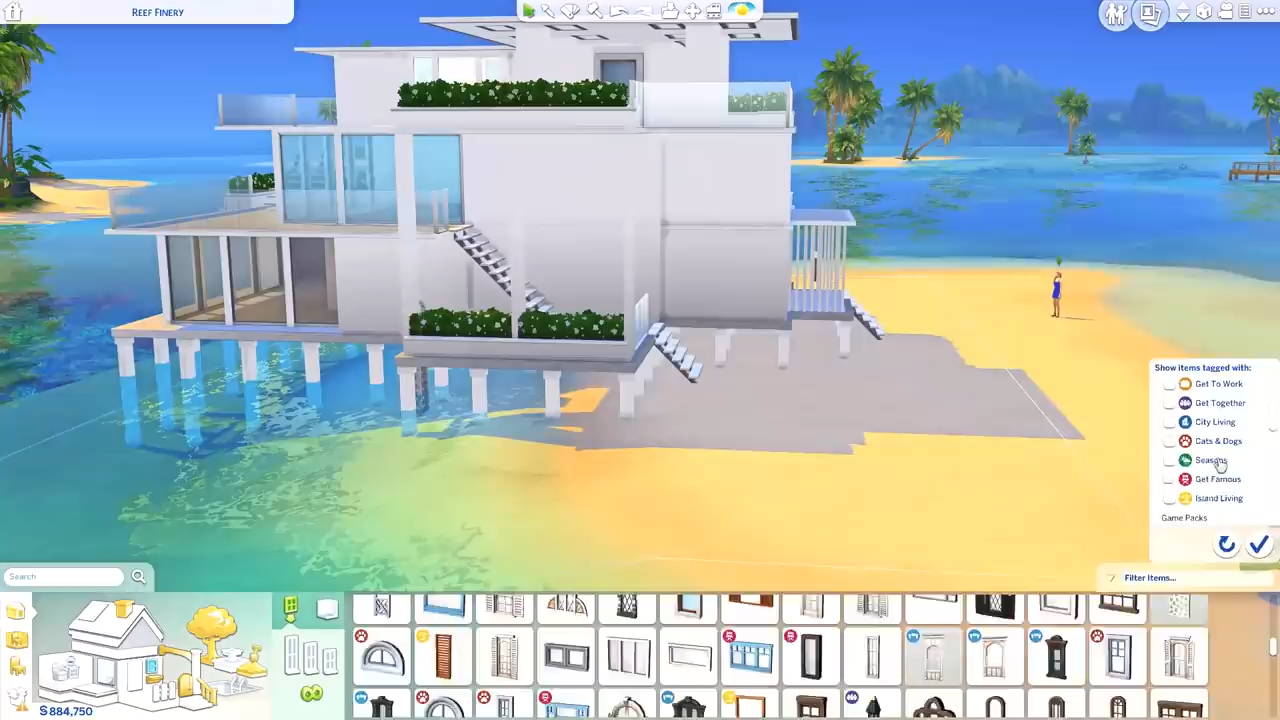 REEF FINERY
Show items tagged with:
Get To Work
Get Together
City Living
Cats & Dogs
Seasons
Get Famous
Island Living
Game Packs
Search
Filter Items...
§884,750